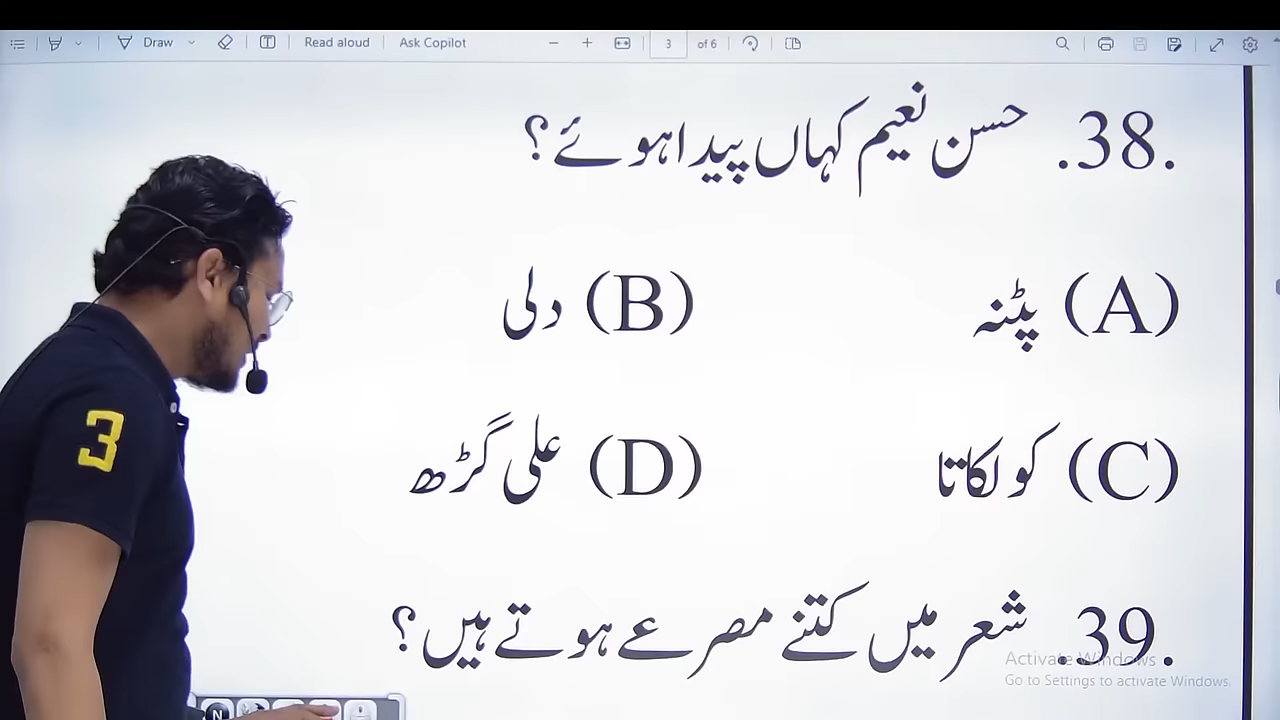 Draw
Read aloud
Ask Copilot
3 of 6
38. حسن نعیم کہاں پیدا ہوئے؟
(A) پٹنہ (B) دلی
(C) کولکاتا (D) علی گڑھ
39. شعر میں کتنے مصرعے ہوتے ہیں؟
Activate Windows
Go to Settings to activate Windows.
3
N